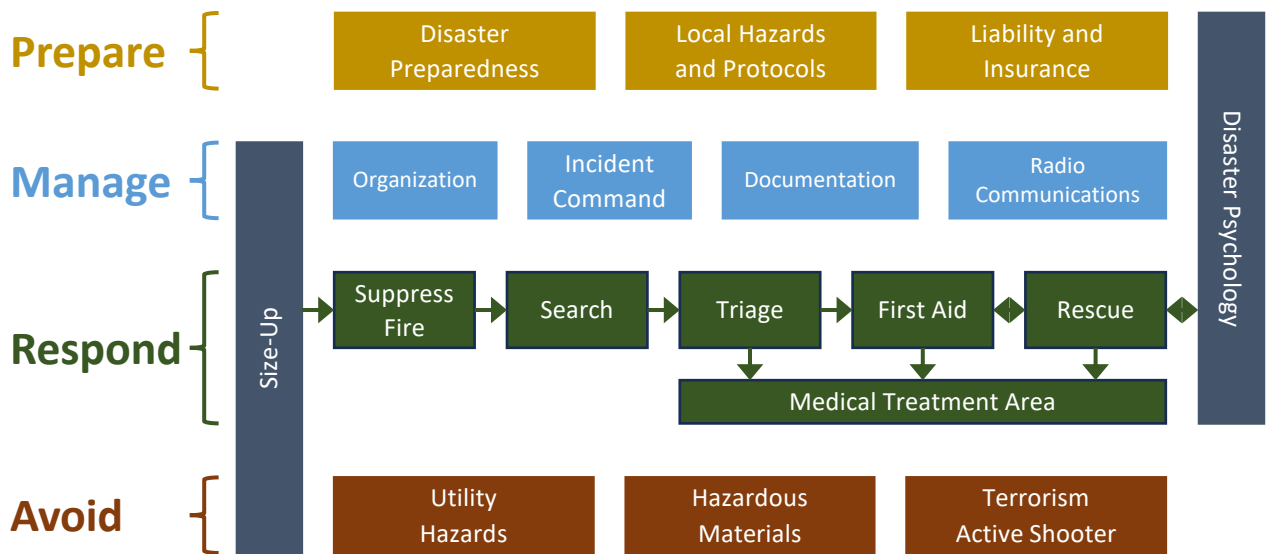 Prepare
Disaster
Preparedness
Local Hazards
and Protocols
Liability and
Insurance
Disaster Psychology
Manage
Size-Up
Organization
Incident
Command
Documentation
Radio
Communications
Respond
Suppress
Fire
Search
Triage
First Aid
Rescue
Medical Treatment Area
Avoid
Utility
Hazards
Hazardous
Materials
Terrorism
Active Shooter